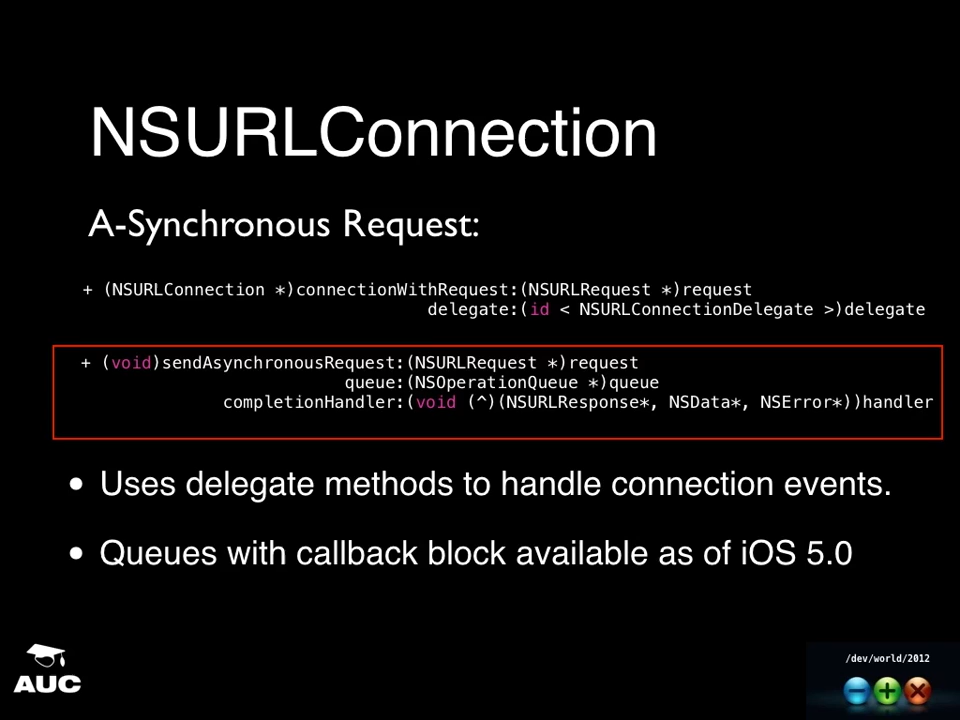 NSURLConnection
A-Synchronous Request:
+ (NSURLConnection *)connectionWithRequest:(NSURLRequest *)request
delegate:(id < NSURLConnectionDelegate >)delegate
+ (void)sendAsynchronousRequest:(NSURLRequest *)request
queue:(NSOperationQueue *)queue
completionHandler:(void (^)(NSURLResponse*, NSData*, NSError*))handler
• Uses delegate methods to handle connection events.
• Queues with callback block available as of iOS 5.0
AUC
/dev/world/2012